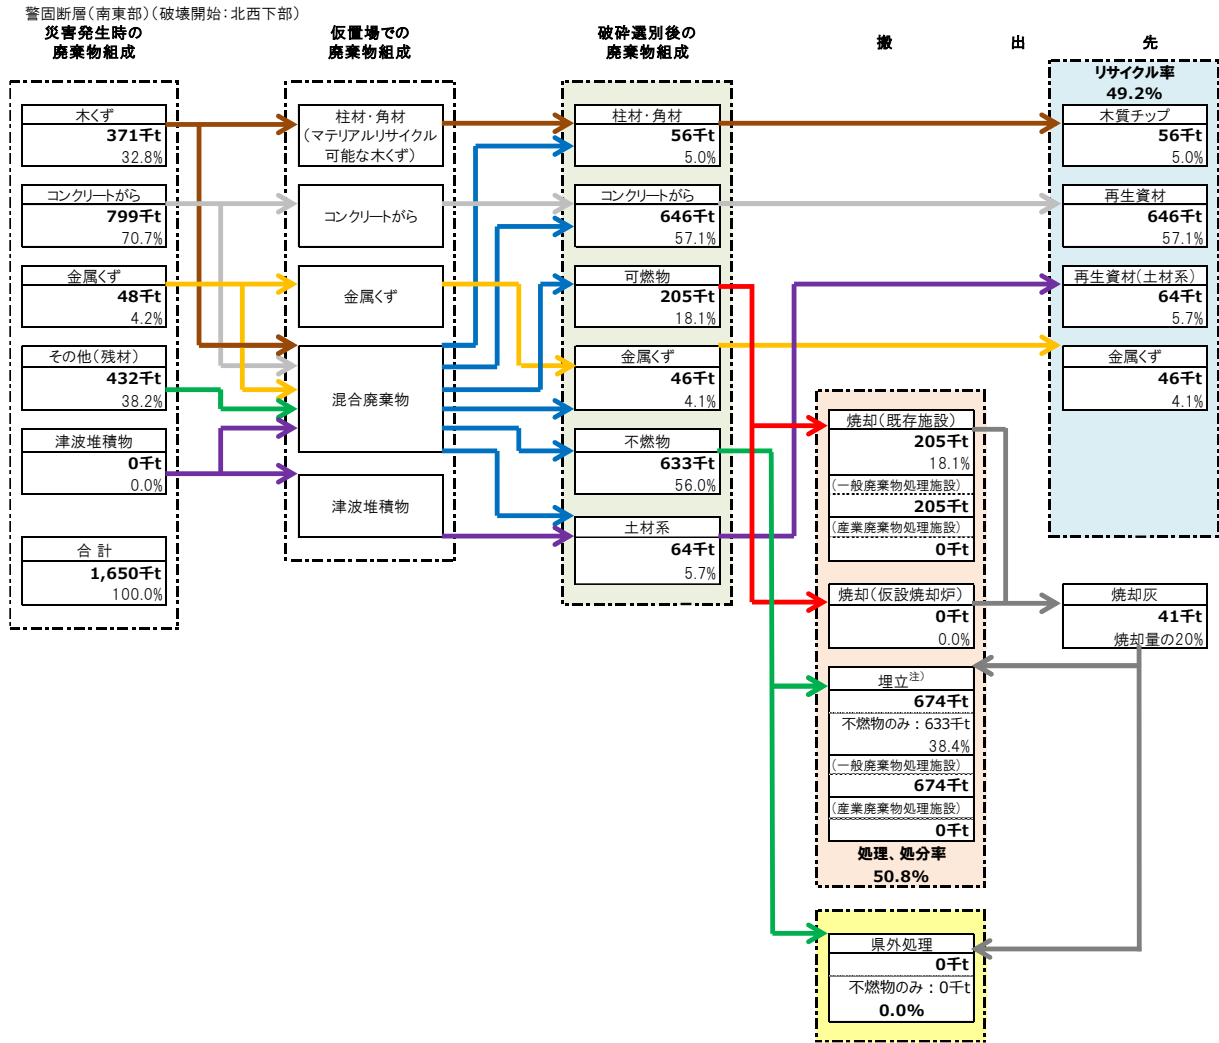 警固断層(南東部)(破壊開始：北西下部)
災害発生時の
廃棄物組成
木くず
371千t
32.8%
コンクリートがら
799千t
70.7%
金属くず
48千t
4.2%
その他(残材)
432千t
38.2%
津波堆積物
0千t
0.0%
合 計
1,650千t
100.0%
仮置場での
廃棄物組成
柱材・角材
(マテリアルリサイクル
可能な木くず)
コンクリートがら
金属くず
混合廃棄物
津波堆積物
破砕選別後の
廃棄物組成
柱材・角材
56千t
5.0%
コンクリートがら
646千t
57.1%
可燃物
205千t
18.1%
金属くず
46千t
4.1%
不燃物
633千t
56.0%
土材系
64千t
5.7%
搬 出 先
焼却(既存施設)
205千t
18.1%
(一般廃棄物処理施設)
205千t
(産業廃棄物処理施設)
0千t
焼却(仮設焼却炉)
0千t
0.0%
埋立注)
674千t
不燃物のみ：633千t
38.4%
(一般廃棄物処理施設)
674千t
(産業廃棄物処理施設)
0千t
処理、処分率
50.8%
県外処理
0千t
不燃物のみ：0千t
0.0%
リサイクル率
49.2%
木質チップ
56千t
5.0%
再生資材
646千t
57.1%
再生資材(土材系)
64千t
5.7%
金属くず
46千t
4.1%
焼却灰
41千t
焼却量の20%